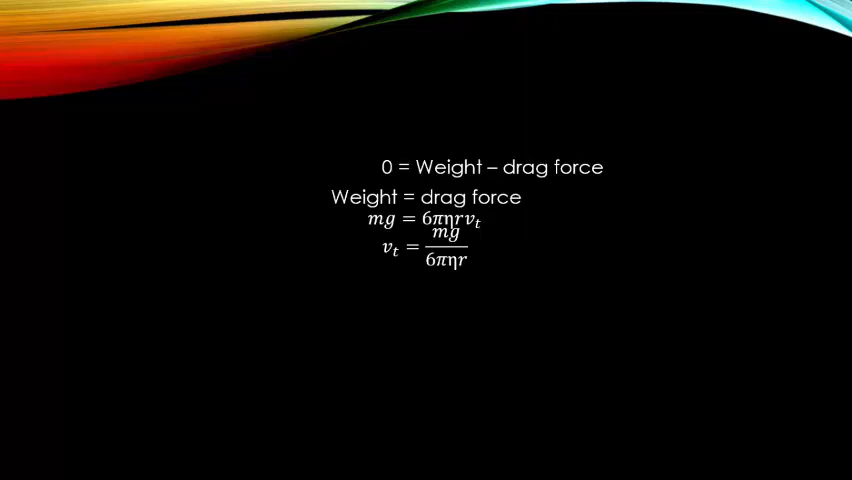 0 = Weight – drag force
Weight = drag force
𝑚𝑔 = 6𝜋η𝑟𝑣ₜ
𝑣ₜ = 𝑚𝑔/6𝜋η𝑟